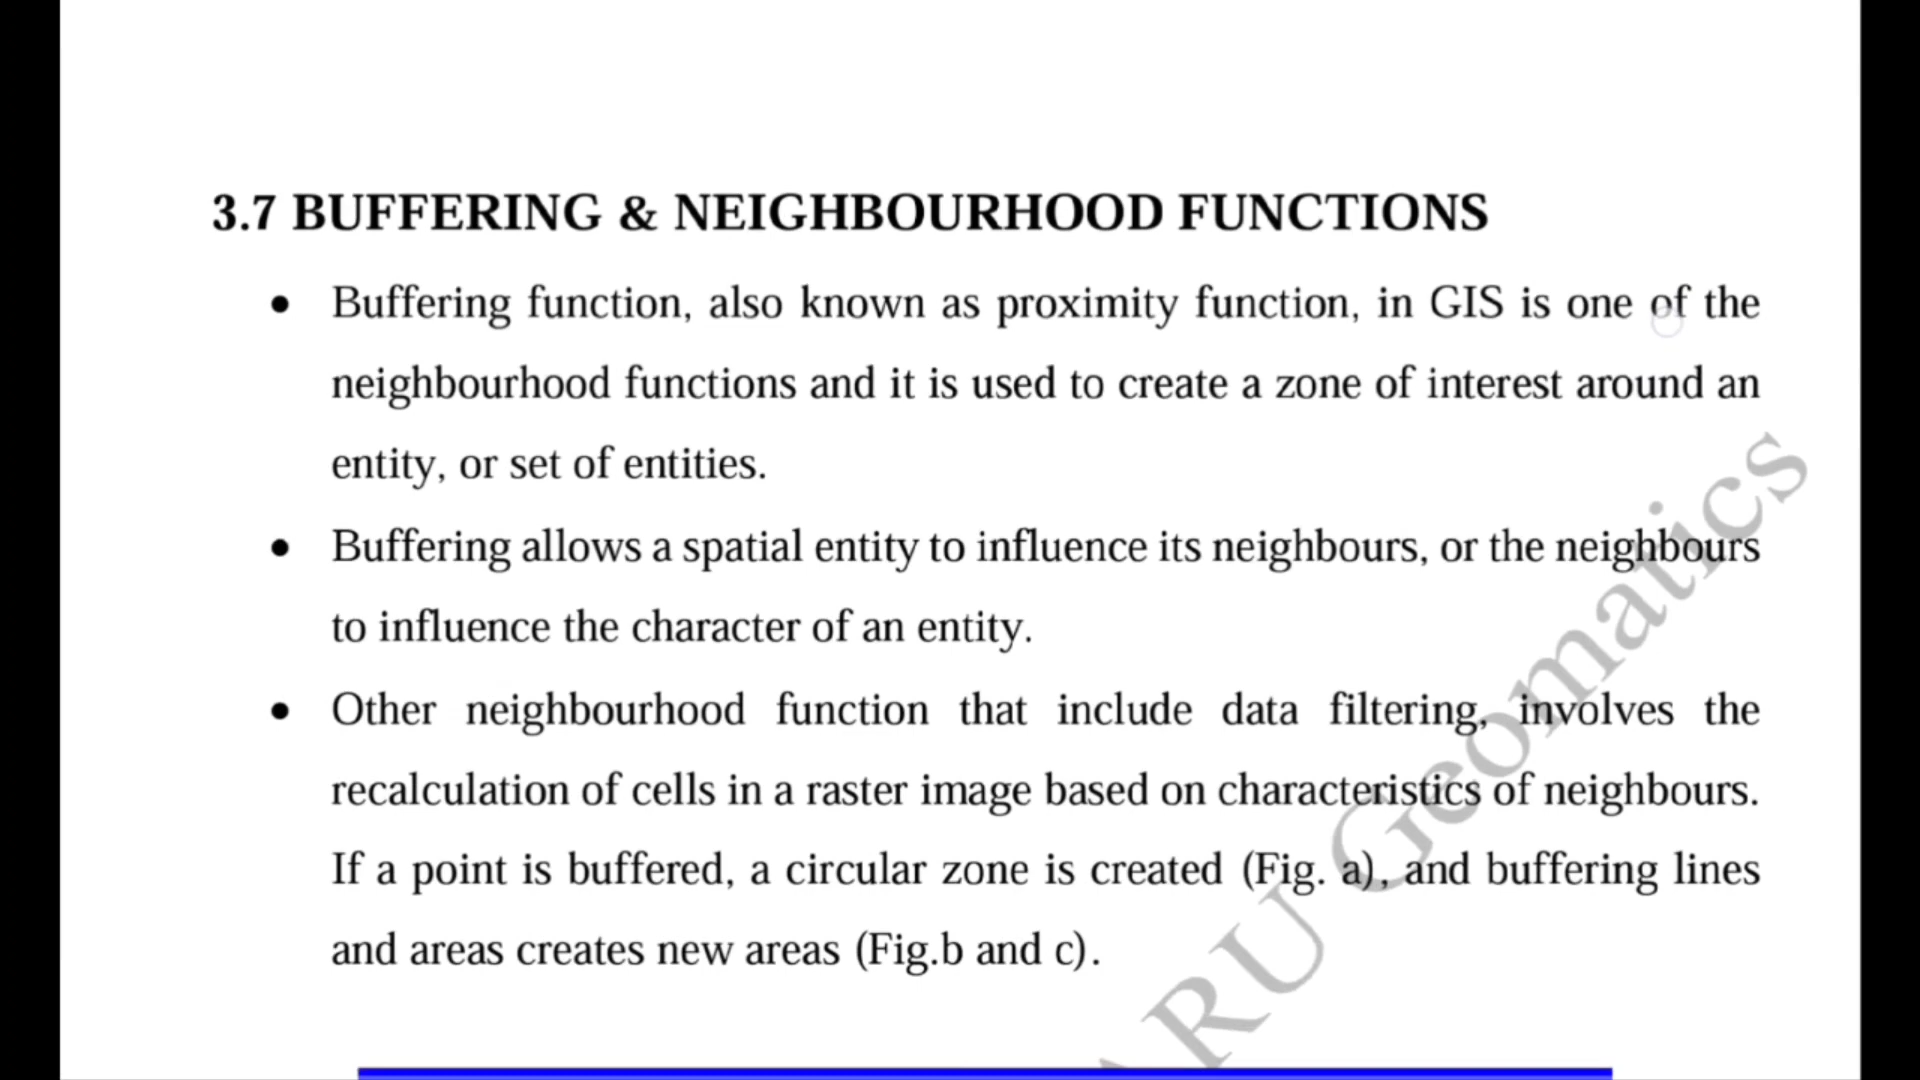 3.7 BUFFERING & NEIGHBOURHOOD FUNCTIONS
• Buffering function, also known as proximity function, in GIS is one of the
neighbourhood functions and it is used to create a zone of interest around an
entity, or set of entities.
• Buffering allows a spatial entity to influence its neighbours, or the neighbours
to influence the character of an entity.
• Other neighbourhood function that include data filtering, involves the
recalculation of cells in a raster image based on characteristics of neighbours.
If a point is buffered, a circular zone is created (Fig. a), and buffering lines
and areas creates new areas (Fig.b and c).
ARU Geomatics